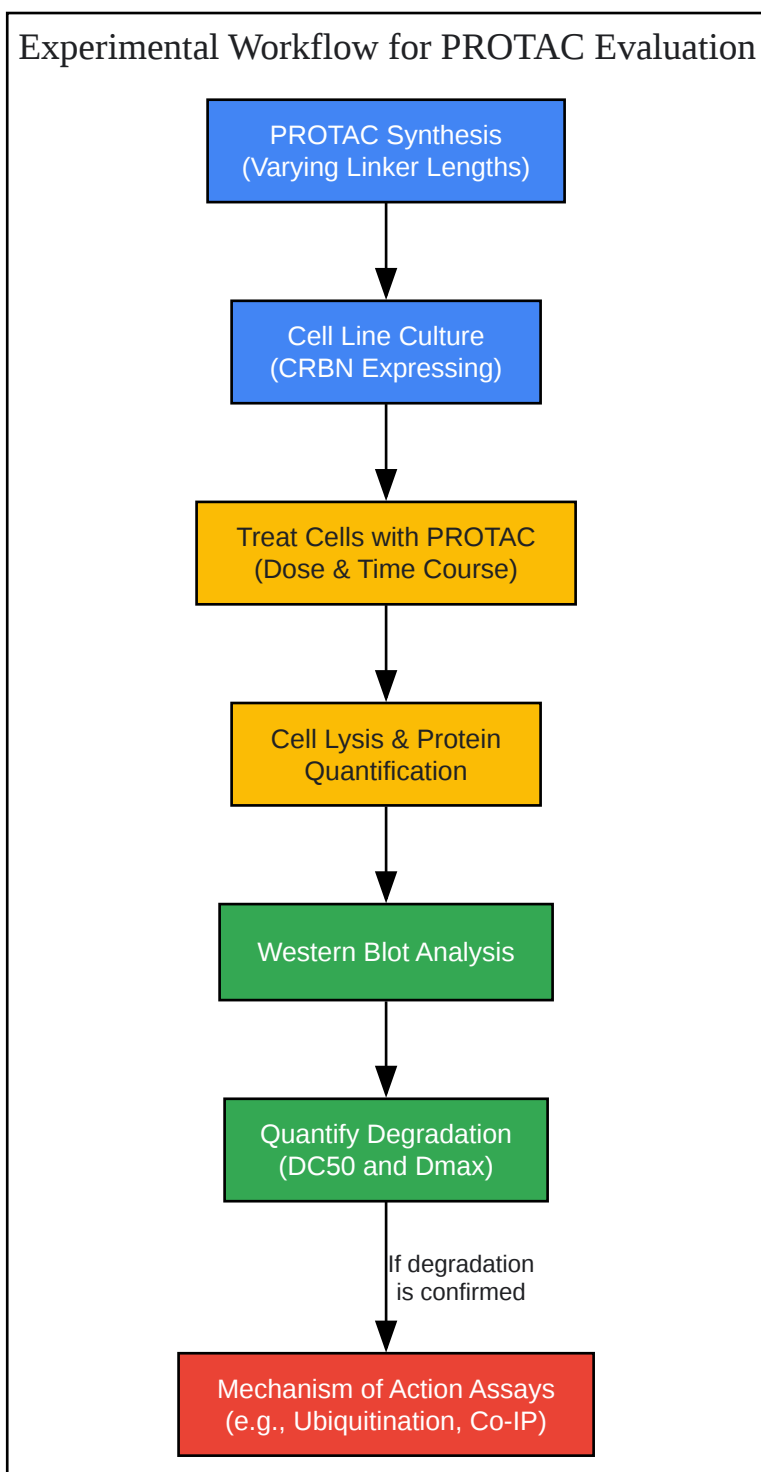 Experimental Workflow for PROTAC Evaluation
PROTAC Synthesis
(Varying Linker Lengths)
Cell Line Culture
(CRBN Expressing)
Treat Cells with PROTAC
(Dose & Time Course)
Cell Lysis & Protein
Quantification
Western Blot Analysis
Quantify Degradation
(DC50 and Dmax)
If degradation
is confirmed
Mechanism of Action Assays
(e.g., Ubiquitination, Co-IP)